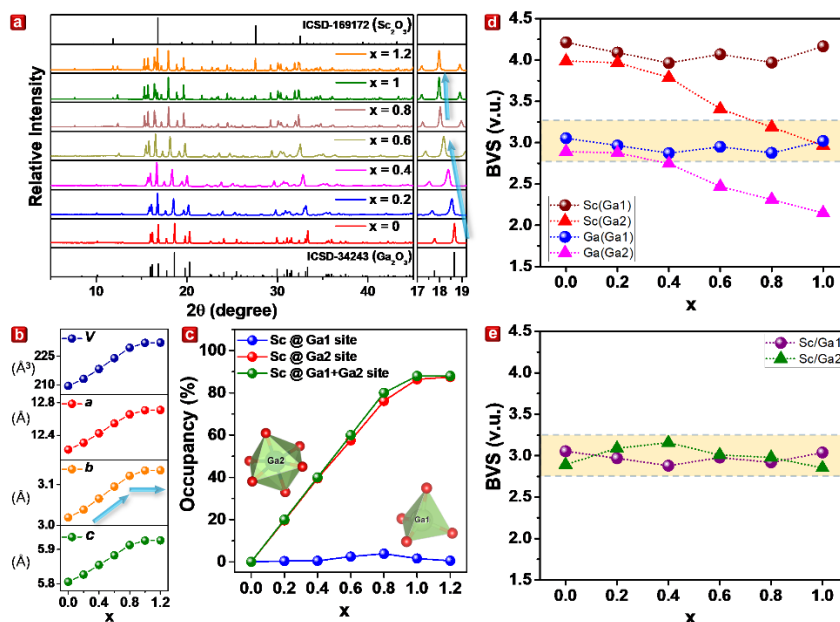 a
ICSD-169172 (Sc₂O₃)
x = 1.2
x = 1
x = 0.8
x = 0.6
x = 0.4
x = 0.2
x = 0
ICSD-34243 (Ga₂O₃)
Relative Intensity
10 20 30 40 17 18 19
2θ (degree)
b
V
(Å³)
225
210
a
12.8
(Å)
12.4
b
3.1
(Å)
3.0
c
5.9
(Å)
5.8
0.0 0.4 0.8 1.2
x
c
Sc @ Ga1 site
Sc @ Ga2 site
Sc @ Ga1+Ga2 site
Occupancy (%)
100
80
60
40
20
0
Ga2
Ga1
0.0 0.2 0.4 0.6 0.8 1.0 1.2
x
d
BVS (v.u.)
4.5
4.0
3.5
3.0
2.5
2.0
1.5
Sc(Ga1)
Sc(Ga2)
Ga(Ga1)
Ga(Ga2)
0.0 0.2 0.4 0.6 0.8 1.0
x
e
Sc/Ga1
Sc/Ga2
BVS (v.u.)
4.5
4.0
3.5
3.0
2.5
2.0
1.5
0.0 0.2 0.4 0.6 0.8 1.0
x